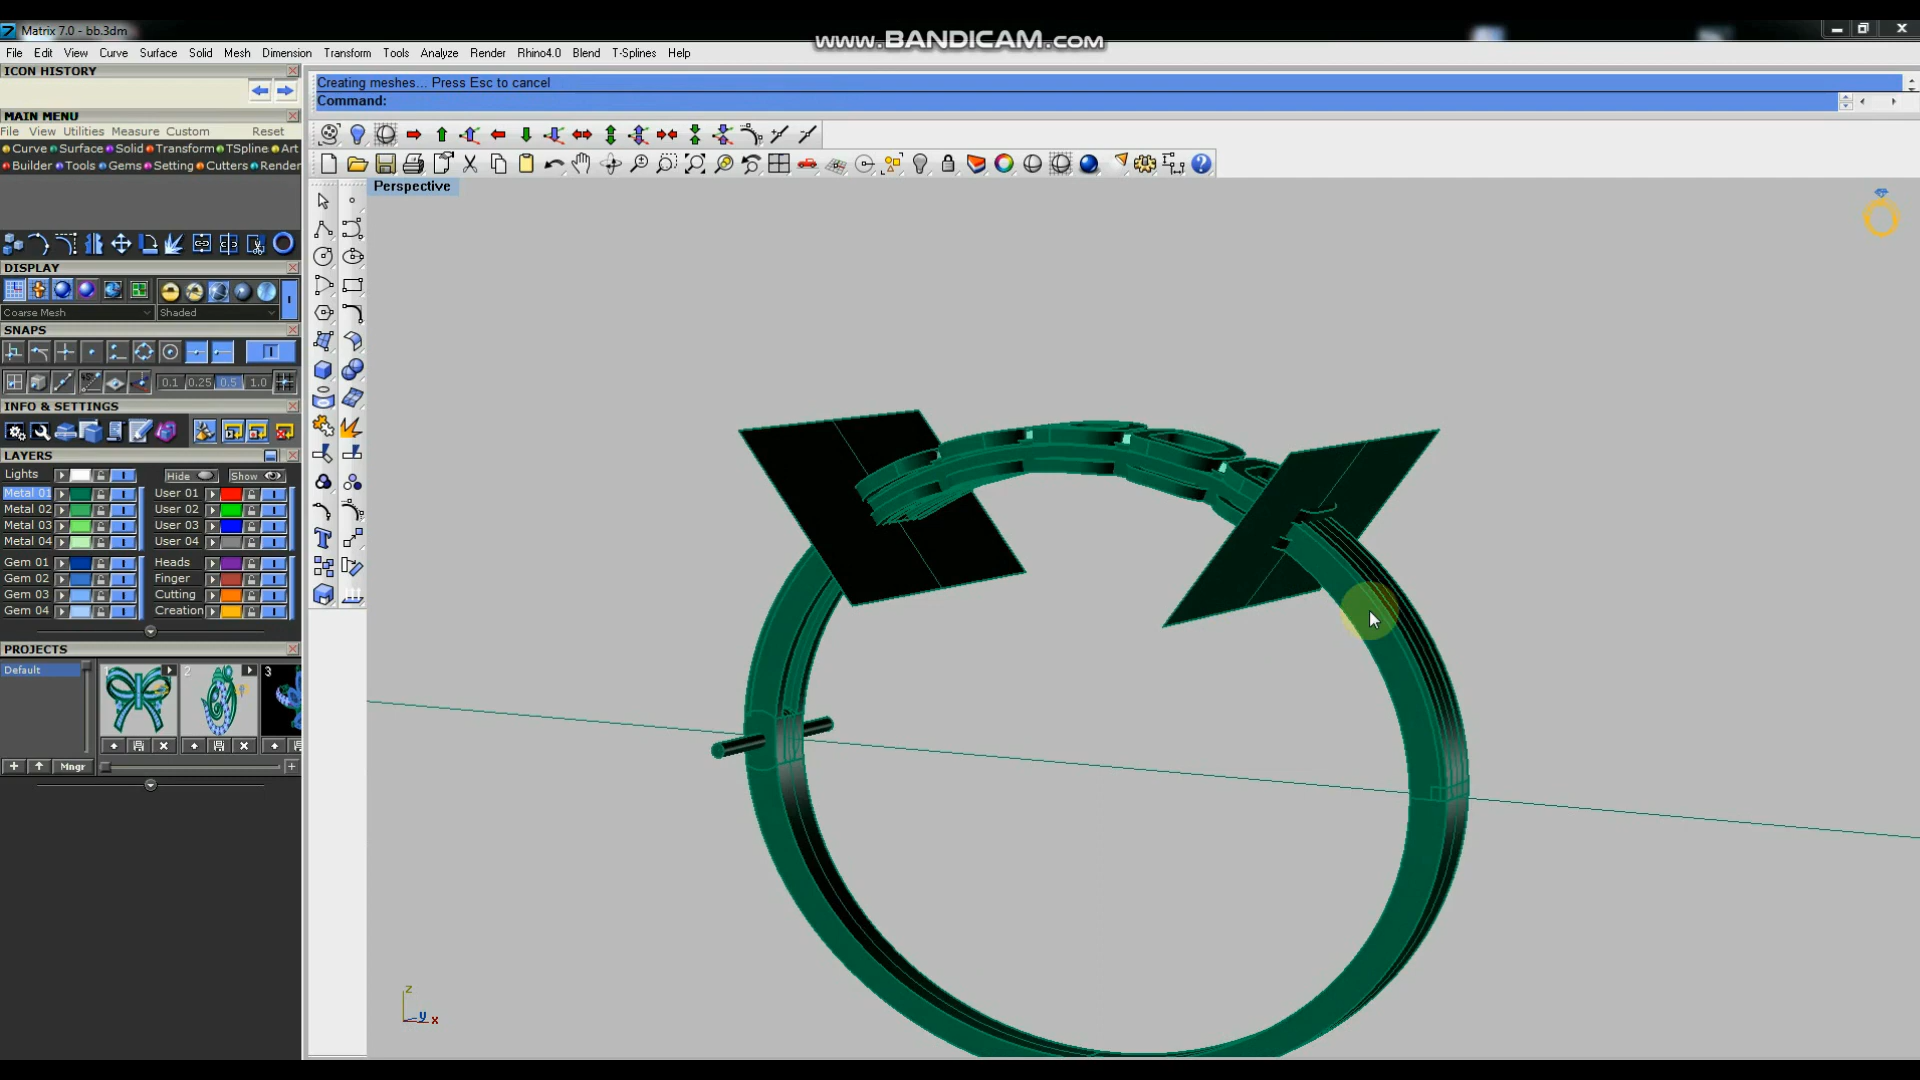 www.BANDICAM.com
Matrix 7.0 - bb.3dm
File Edit View Curve Surface Solid Mesh Dimension Transform Tools Analyze Render Rhino4.0 Blend T-Splines Help
ICON HISTORY
Creating meshes... Press Esc to cancel
Command:
MAIN MENU
File View Utilities Measure Custom Reset
Curve Surface Solid Transform TSpline Art
Builder Tools Gems Setting Cutters Render
Perspective
DISPLAY
Coarse Mesh Shaded
SNAPS
0.1 0.25 0.5 1.0
INFO & SETTINGS
LAYERS
Lights Hide Show
Metal 01 User 01
Metal 02 User 02
Metal 03 User 03
Metal 04 User 04
Gem 01 Heads
Gem 02 Finger
Gem 03 Cutting
Gem 04 Creation
PROJECTS
Default 1 2 3
Mngr
z
y x